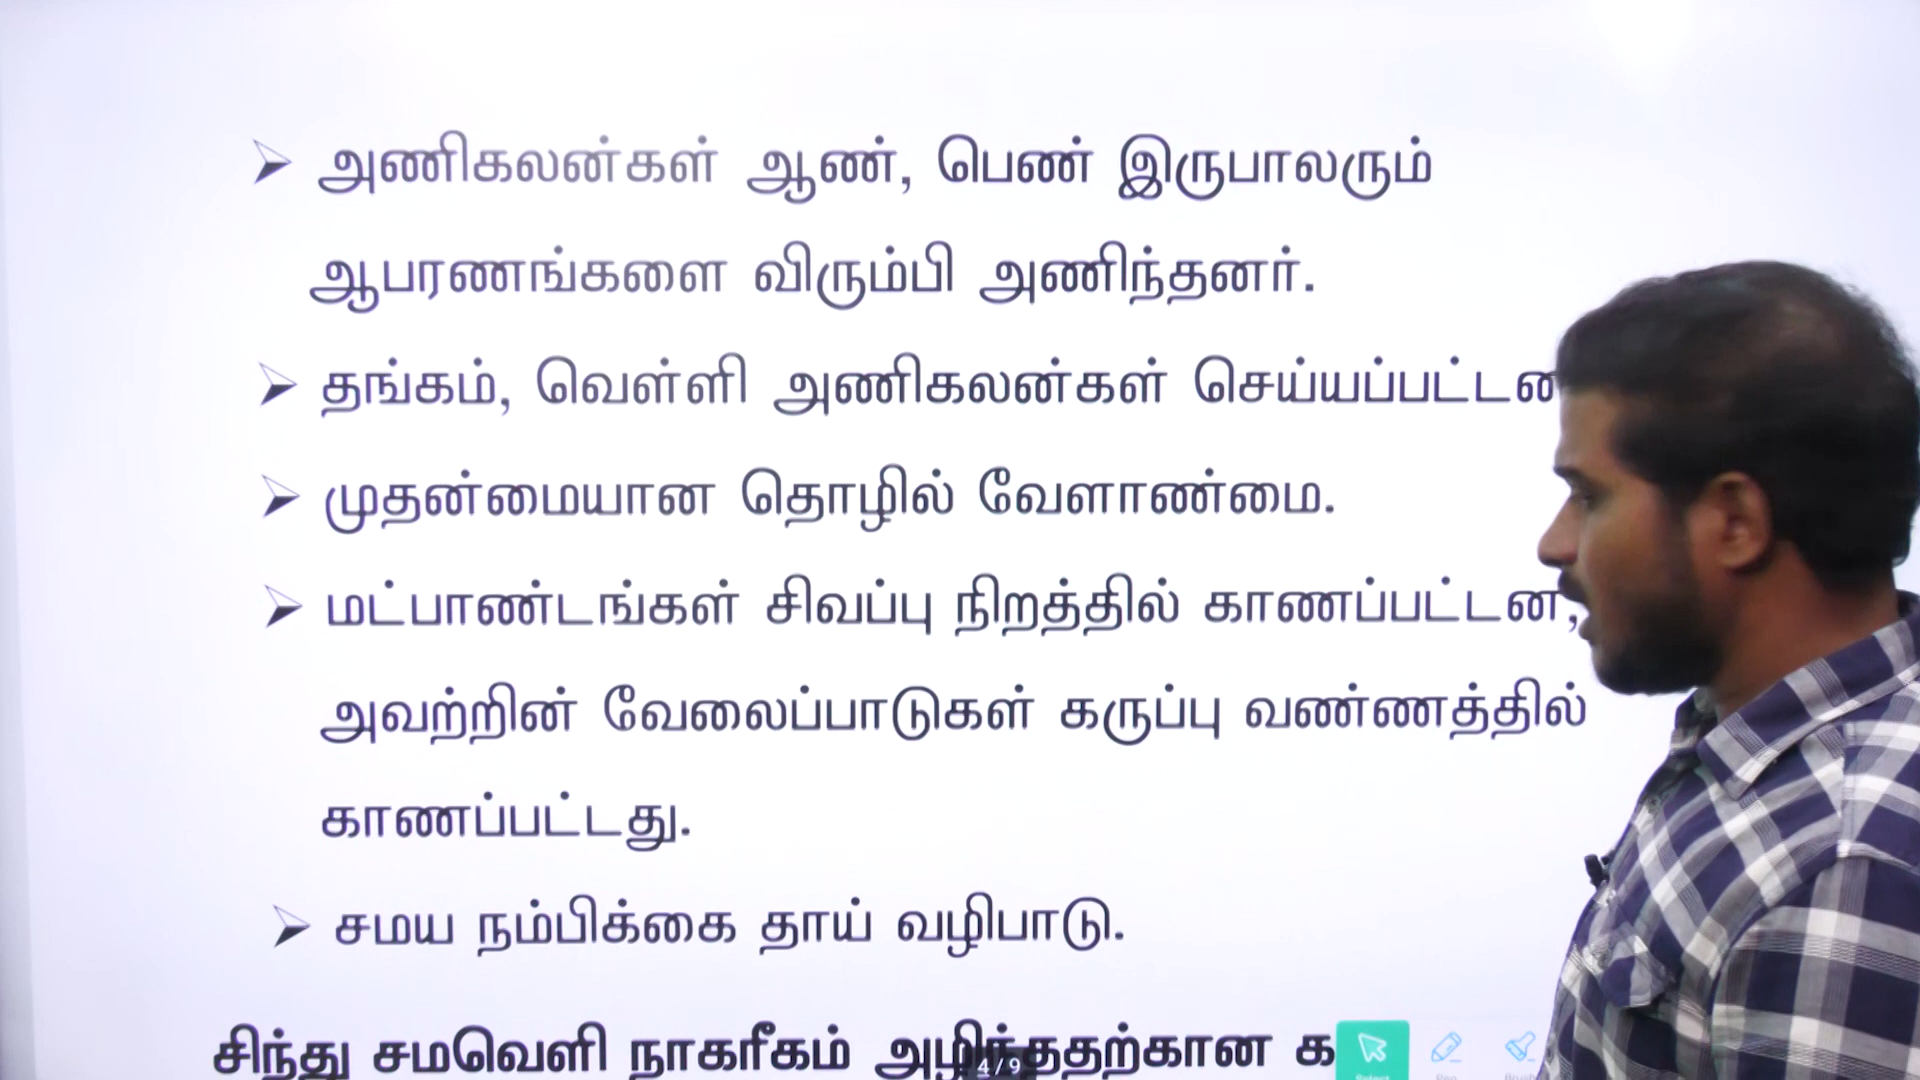 ➢ அணிகலன்கள் ஆண், பெண் இருபாலரும்
ஆபரணங்களை விரும்பி அணிந்தனர்.
➢ தங்கம், வெள்ளி அணிகலன்கள் செய்யப்பட்டன
➢ முதன்மையான தொழில் வேளாண்மை.
➢ மட்பாண்டங்கள் சிவப்பு நிறத்தில் காணப்பட்டன,
அவற்றின் வேலைப்பாடுகள் கருப்பு வண்ணத்தில்
காணப்பட்டது.
➢ சமய நம்பிக்கை தாய் வழிபாடு.
சிந்து சமவெளி நாகரீகம் அழிந்ததற்கான
4/9